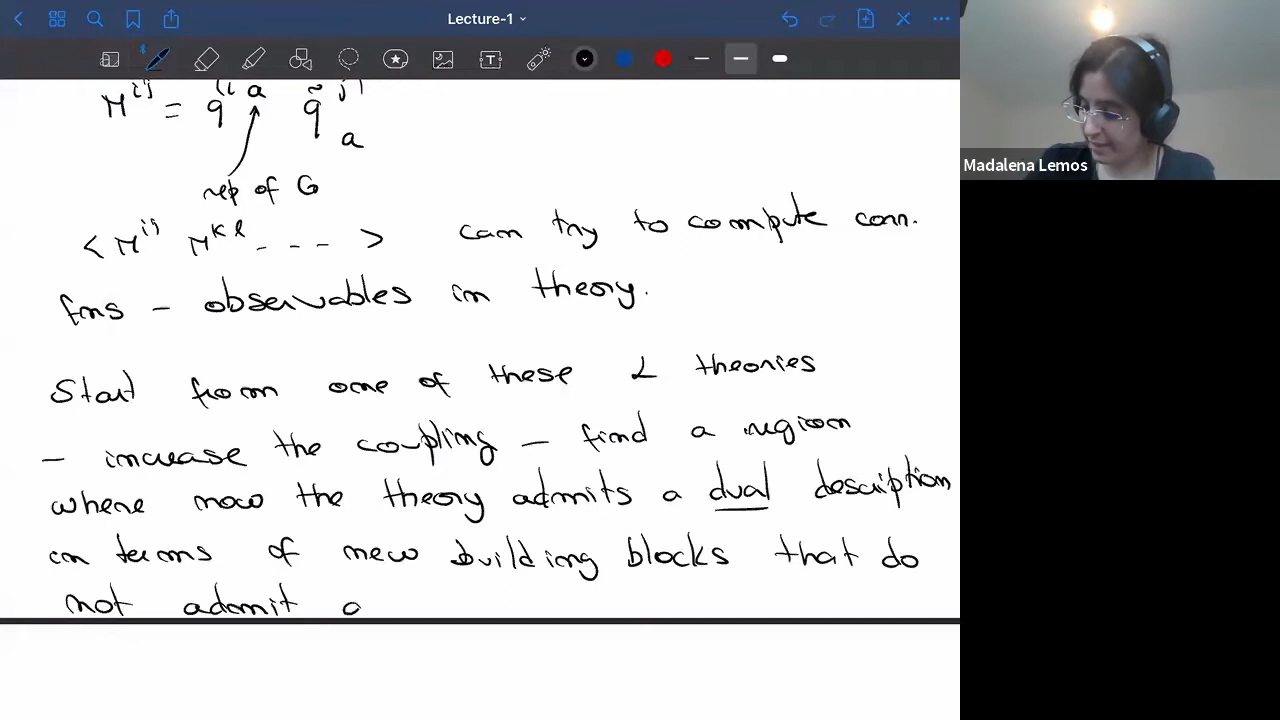 Lecture-1
Madalena Lemos
M^{ij} = q^{(i a} \tilde{q}^{j)}_a
rep of G
< M^{ij} M^{kl} - - - > can try to compute corr.
fns - observables in theory.
Start from one of these L theories
- increase the coupling - find a region
where now the theory admits a dual description
in terms of new building blocks that do
not admit a